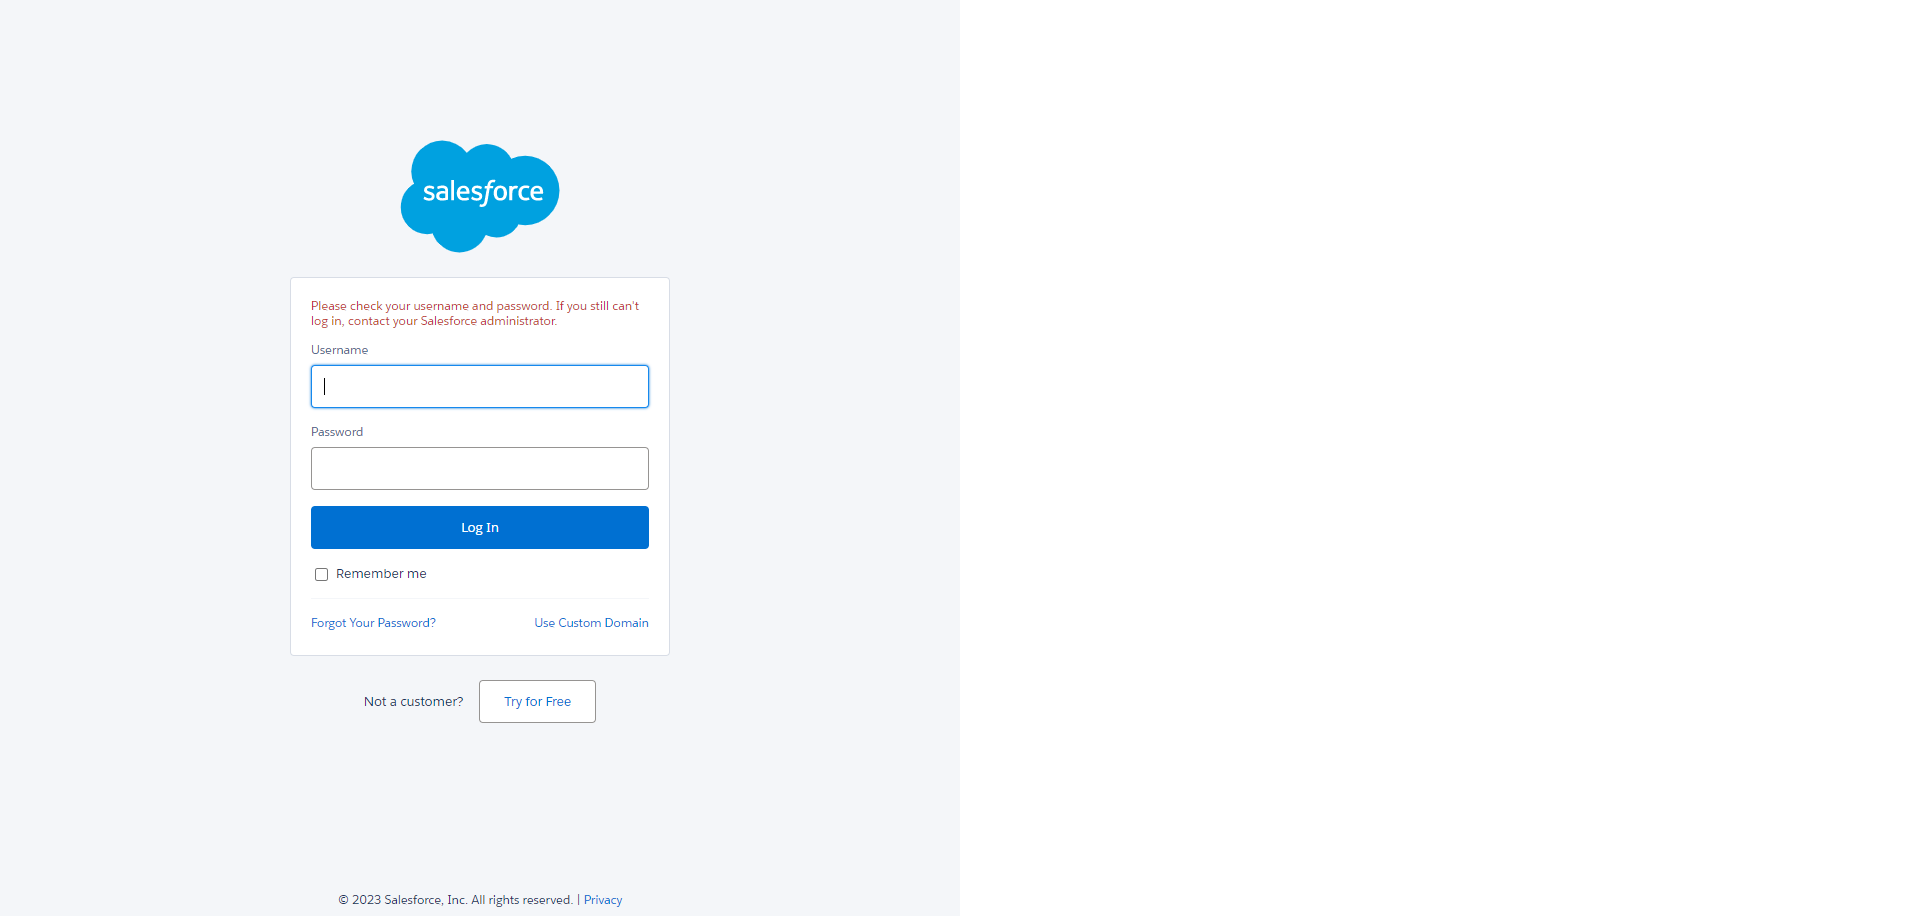 salesforce
Please check your username and password. If you still can't
log in, contact your Salesforce administrator.
Username
Password
Log In
Remember me
Forgot Your Password?
Use Custom Domain
Not a customer?
Try for Free
© 2023 Salesforce, Inc. All rights reserved. | Privacy